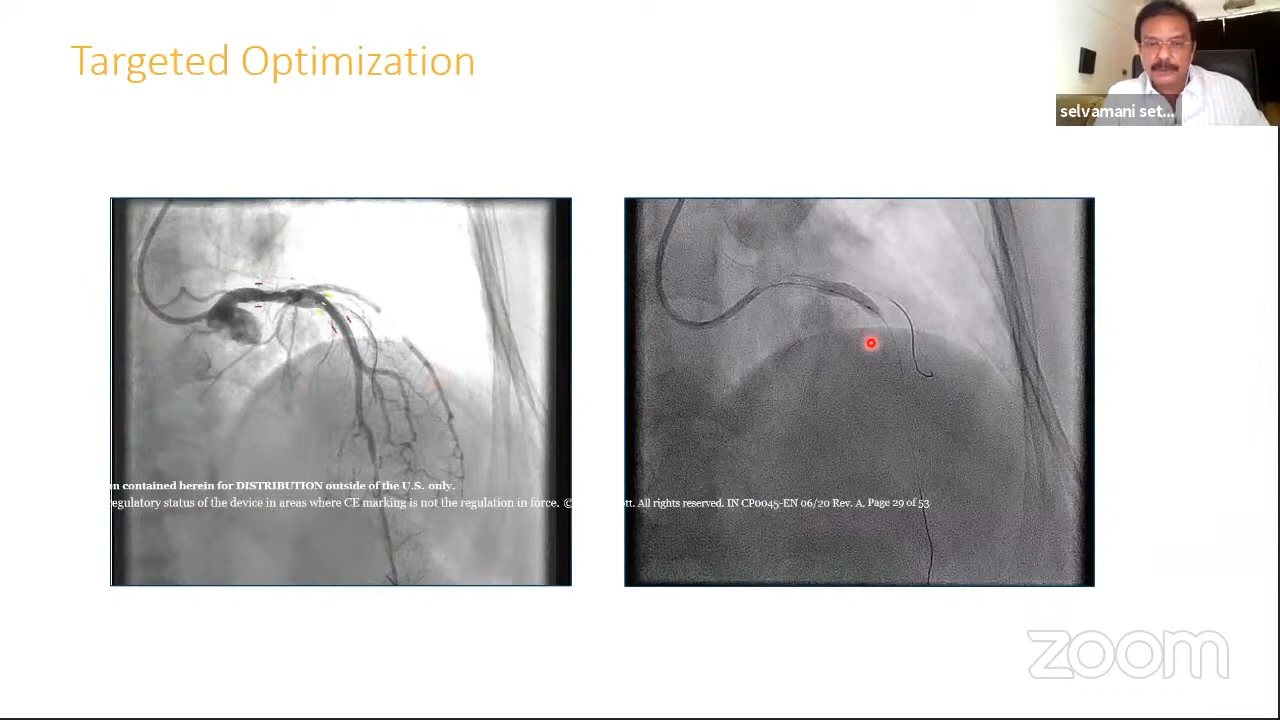 Targeted Optimization
selvamani set...
n contained herein for DISTRIBUTION outside of the U.S. only.
regulatory status of the device in areas where CE marking is not the regulation in force. © tt. All rights reserved. IN CP0045-EN 06/20 Rev. A. Page 29 of 53
zoom